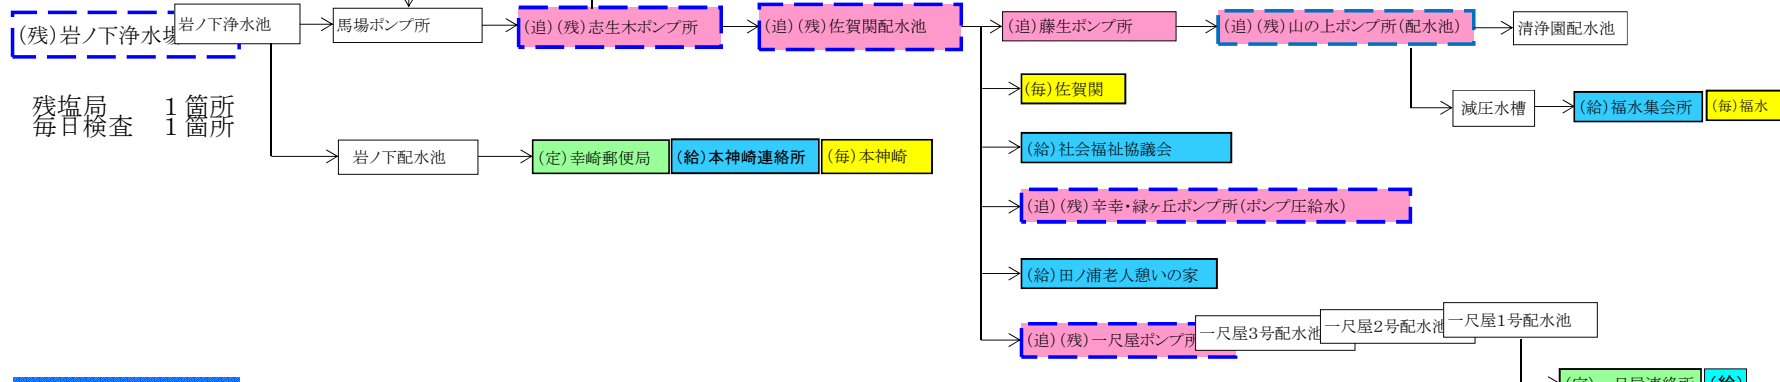 (残)岩ノ下浄水場
岩ノ下浄水池
馬場ポンプ所
(追)(残)志生木ポンプ所
(追)(残)佐賀関配水池
(追)藤生ポンプ所
(追)(残)山の上ポンプ所(配水池)
清浄園配水池
(毎)佐賀関
残塩局 1箇所
毎日検査 1箇所
減圧水槽
(給)福水集会所
(毎)福水
岩ノ下配水池
(定)幸崎郵便局
(給)本神崎連絡所
(毎)本神崎
(給)社会福祉協議会
(追)(残)辛幸・緑ヶ丘ポンプ所(ポンプ圧給水)
(給)田ノ浦老人憩いの家
(追)(残)一尺屋ポンプ所
一尺屋3号配水池
一尺屋2号配水池
一尺屋1号配水池
(定)一尺屋連絡所
(給)